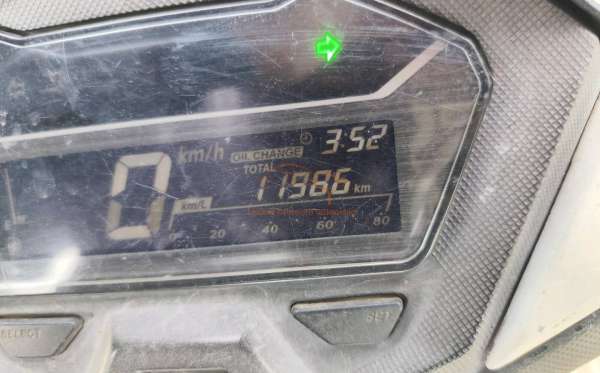 3:52
0 km/h OIL CHANGE
TOTAL
11986 km
km/L
20 40 60 80
SELECT
SET